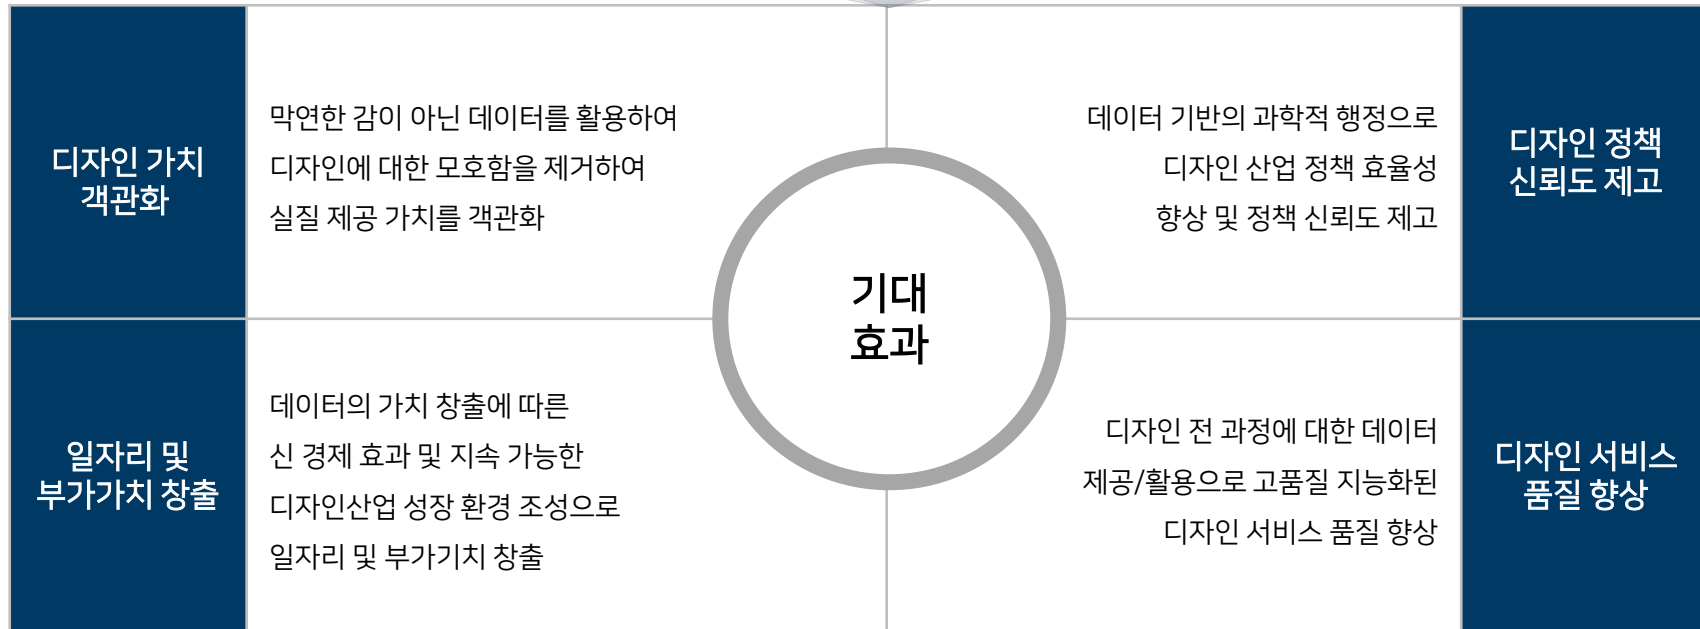 디자인 가치
객관화
막연한 감이 아닌 데이터를 활용하여
디자인에 대한 모호함을 제거하여
실질 제공 가치를 객관화
데이터 기반의 과학적 행정으로
디자인 산업 정책 효율성
향상 및 정책 신뢰도 제고
디자인 정책
신뢰도 제고
기대
효과
일자리 및
부가가치 창출
데이터의 가치 창출에 따른
신 경제 효과 및 지속 가능한
디자인산업 성장 환경 조성으로
일자리 및 부가기치 창출
디자인 전 과정에 대한 데이터
제공/활용으로 고품질 지능화된
디자인 서비스 품질 향상
디자인 서비스
품질 향상